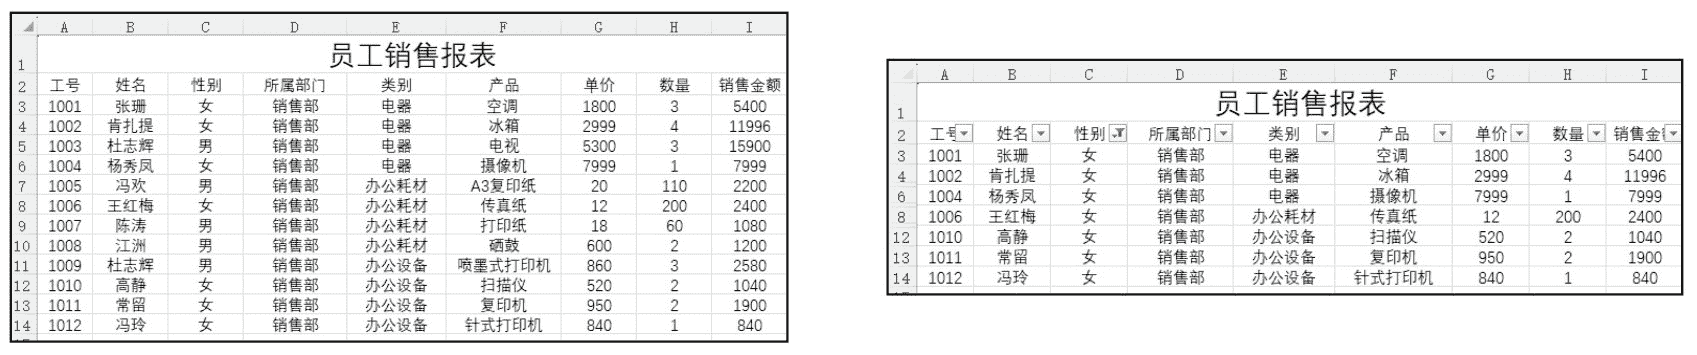 A B C D E F G H I
1 员工销售报表
2 工号 姓名 性别 所属部门 类别 产品 单价 数量 销售金额
3 1001 张珊 女 销售部 电器 空调 1800 3 5400
4 1002 肯扎提 女 销售部 电器 冰箱 2999 4 11996
5 1003 杜志辉 男 销售部 电器 电视 5300 3 15900
6 1004 杨秀凤 女 销售部 电器 摄像机 7999 1 7999
7 1005 冯欢 男 销售部 办公耗材 A3复印纸 20 110 2200
8 1006 王红梅 女 销售部 办公耗材 传真纸 12 200 2400
9 1007 陈涛 男 销售部 办公耗材 打印纸 18 60 1080
10 1008 江洲 男 销售部 办公耗材 硒鼓 600 2 1200
11 1009 杜志辉 男 销售部 办公设备 喷墨式打印机 860 3 2580
12 1010 高静 女 销售部 办公设备 扫描仪 520 2 1040
13 1011 常留 女 销售部 办公设备 复印机 950 2 1900
14 1012 冯玲 女 销售部 办公设备 针式打印机 840 1 840
A B C D E F G H I
1 员工销售报表
2 工号 姓名 性别 所属部门 类别 产品 单价 数量 销售金
3 1001 张珊 女 销售部 电器 空调 1800 3 5400
4 1002 肯扎提 女 销售部 电器 冰箱 2999 4 11996
6 1004 杨秀凤 女 销售部 电器 摄像机 7999 1 7999
8 1006 王红梅 女 销售部 办公耗材 传真纸 12 200 2400
12 1010 高静 女 销售部 办公设备 扫描仪 520 2 1040
13 1011 常留 女 销售部 办公设备 复印机 950 2 1900
14 1012 冯玲 女 销售部 办公设备 针式打印机 840 1 840